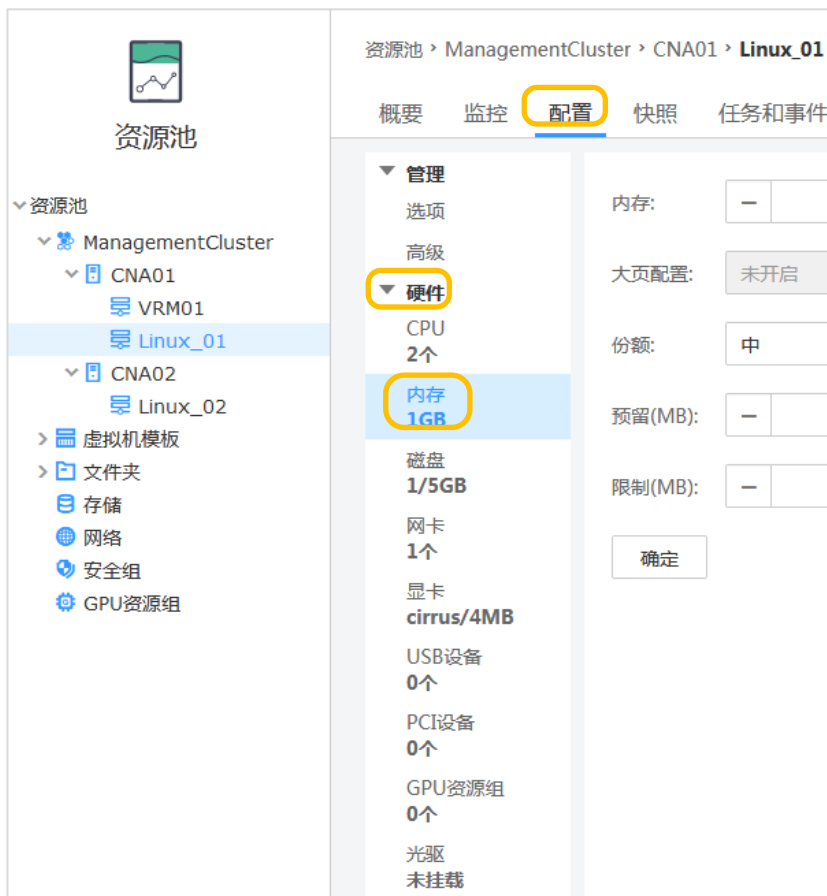 资源池
资源池
ManagementCluster
CNA01
VRM01
Linux_01
CNA02
Linux_02
虚拟机模板
文件夹
存储
网络
安全组
GPU资源组
资源池 › ManagementCluster › CNA01 › Linux_01
概要 监控 配置 快照 任务和事件
管理
选项
高级
硬件
CPU
2个
内存
1GB
磁盘
1/5GB
网卡
1个
显卡
cirrus/4MB
USB设备
0个
PCI设备
0个
GPU资源组
0个
光驱
未挂载
内存: −
大页配置: 未开启
份额: 中
预留(MB): −
限制(MB): −
确定